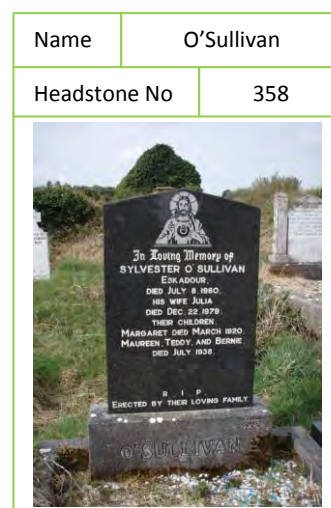 Name O’Sullivan
Headstone No 358
In Loving Memory of
SYLVESTER O'SULLIVAN
ESKADOUR,
DIED JULY 8, 1960.
HIS WIFE JULIA
DIED DEC. 22, 1979.
THEIR CHILDREN
MARGARET DIED MARCH 1920.
MAUREEN, TEDDY, AND BERNIE
DIED JULY 1938.
R I P
ERECTED BY THEIR LOVING FAMILY.
O'SULLIVAN